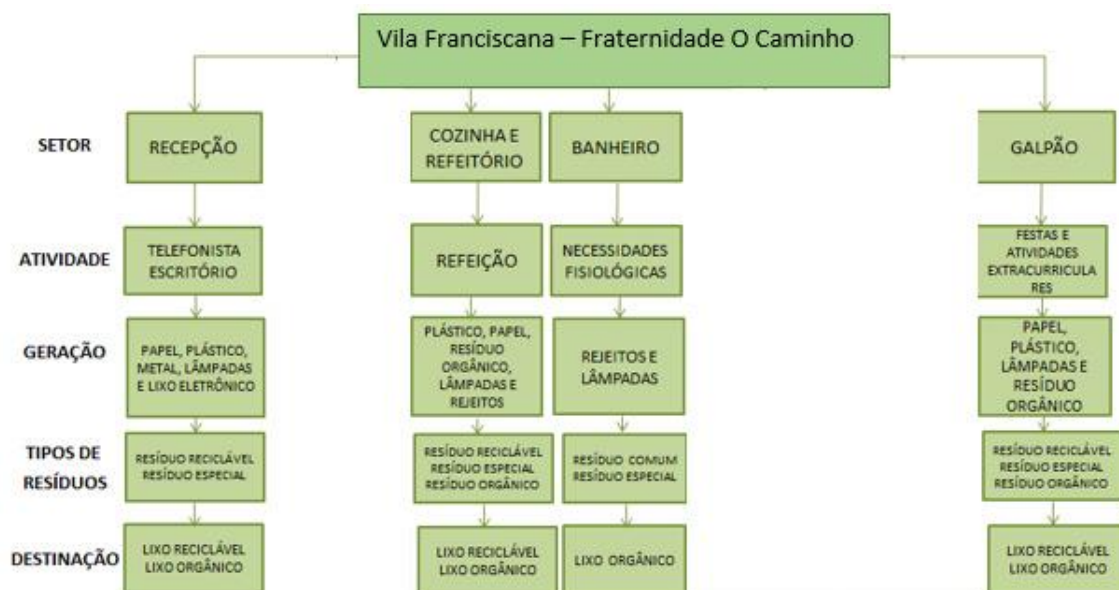 Vila Franciscana – Fraternidade O Caminho
SETOR
RECEPÇÃO
COZINHA E
REFEITÓRIO
BANHEIRO
GALPÃO
ATIVIDADE
TELEFONISTA
ESCRITÓRIO
REFEIÇÃO
NECESSIDADES
FISIOLÓGICAS
FESTAS E
ATIVIDADES
EXTRACURRICULA
RES
GERAÇÃO
PAPEL, PLÁSTICO,
METAL, LÂMPADAS
E LIXO ELETRÔNICO
PLÁSTICO, PAPEL,
RESÍDUO
ORGÂNICO,
LÂMPADAS E
REJEITOS
REJEITOS E
LÂMPADAS
PAPEL,
PLÁSTICO,
LÂMPADAS E
RESÍDUO
ORGÂNICO
TIPOS DE
RESÍDUOS
RESÍDUO RECICLÁVEL
RESÍDUO ESPECIAL
RESÍDUO RECICLÁVEL
RESÍDUO ESPECIAL
RESÍDUO ORGÂNICO
RESÍDUO COMUM
RESÍDUO ESPECIAL
RESÍDUO RECICLÁVEL
RESÍDUO ESPECIAL
RESÍDUO ORGÂNICO
DESTINAÇÃO
LIXO RECICLÁVEL
LIXO ORGÂNICO
LIXO RECICLÁVEL
LIXO ORGÂNICO
LIXO ORGÂNICO
LIXO RECICLÁVEL
LIXO ORGÂNICO